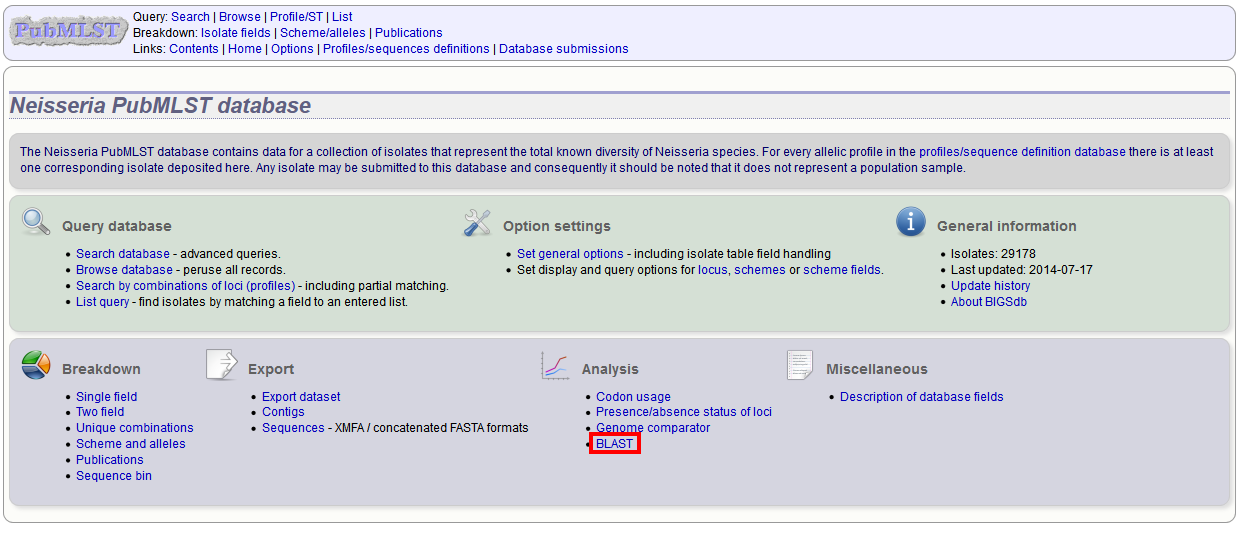 PubMLST
Query: Search | Browse | Profile/ST | List
Breakdown: Isolate fields | Scheme/alleles | Publications
Links: Contents | Home | Options | Profiles/sequences definitions | Database submissions
Neisseria PubMLST database
The Neisseria PubMLST database contains data for a collection of isolates that represent the total known diversity of Neisseria species. For every allelic profile in the profiles/sequence definition database there is at least
one corresponding isolate deposited here. Any isolate may be submitted to this database and consequently it should be noted that it does not represent a population sample.
Query database
• Search database - advanced queries.
• Browse database - peruse all records.
• Search by combinations of loci (profiles) - including partial matching.
• List query - find isolates by matching a field to an entered list.
Option settings
• Set general options - including isolate table field handling
• Set display and query options for locus, schemes or scheme fields.
General information
• Isolates: 29178
• Last updated: 2014-07-17
• Update history
• About BIGSdb
Breakdown
• Single field
• Two field
• Unique combinations
• Scheme and alleles
• Publications
• Sequence bin
Export
• Export dataset
• Contigs
• Sequences - XMFA / concatenated FASTA formats
Analysis
• Codon usage
• Presence/absence status of loci
• Genome comparator
• BLAST
Miscellaneous
• Description of database fields